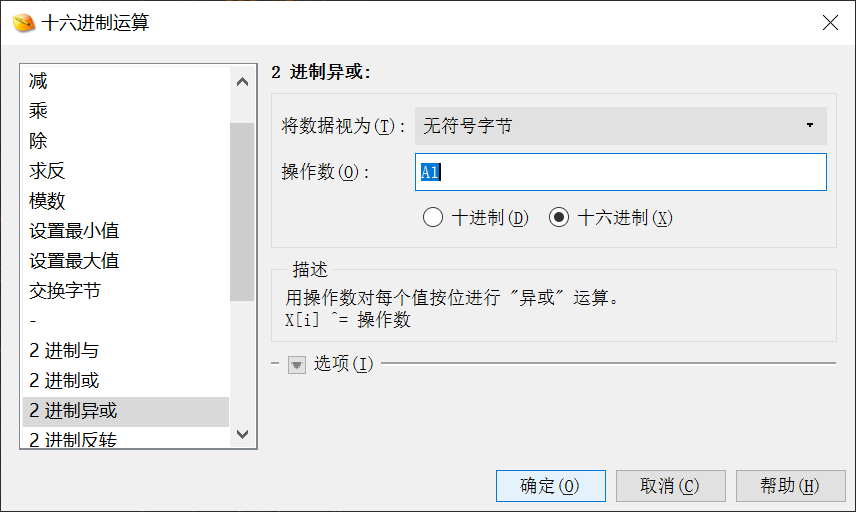 十六进制运算
减
乘
除
求反
模数
设置最小值
设置最大值
交换字节
-
2 进制与
2 进制或
2 进制异或
2 进制反转
2 进制异或:
将数据视为(T): 无符号字节
操作数(O): A1
十进制(D) 十六进制(X)
描述
用操作数对每个值按位进行 "异或" 运算。
X[i] ^= 操作数
选项(I)
确定(O) 取消(C) 帮助(H)